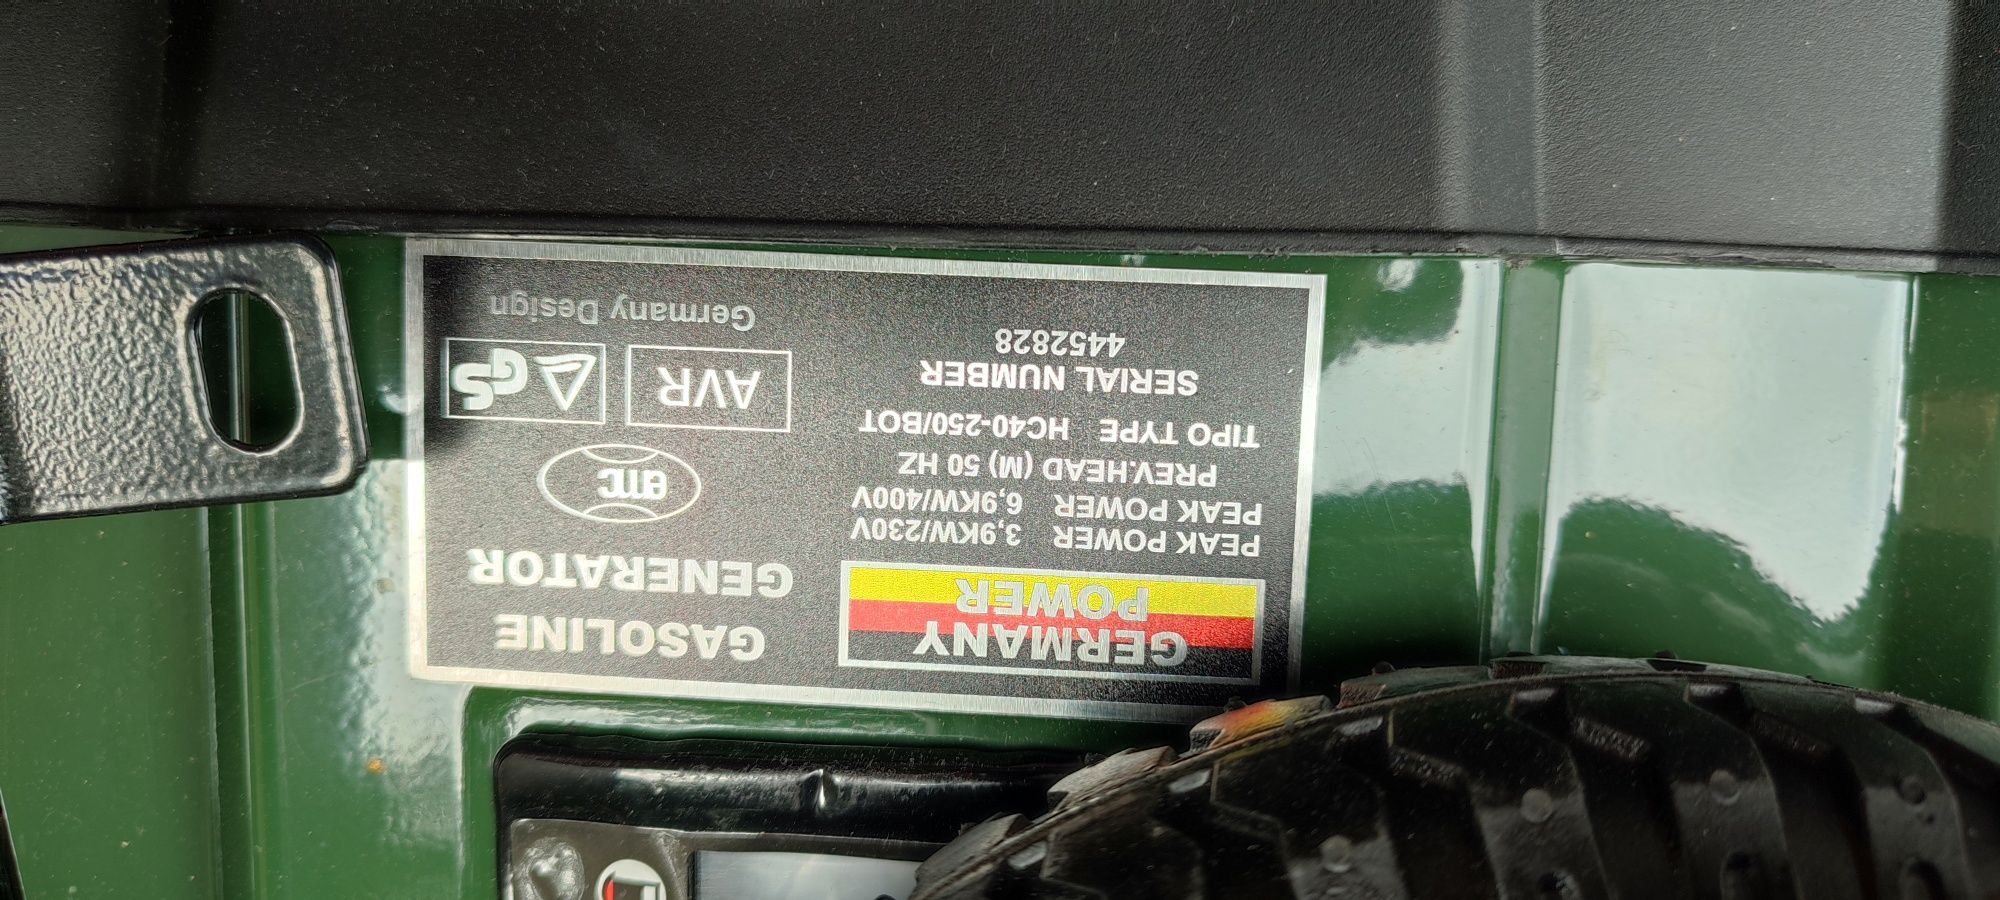 GERMANY
POWER
PEAK POWER 3,9KW/230V
PEAK POWER 6,9KW/400V
PREV.HEAD (M) 50 HZ
TIPO TYPE HC40-250/BOT
SERIAL NUMBER
4452828
GASOLINE
GENERATOR
AVR
GS
Germany Design